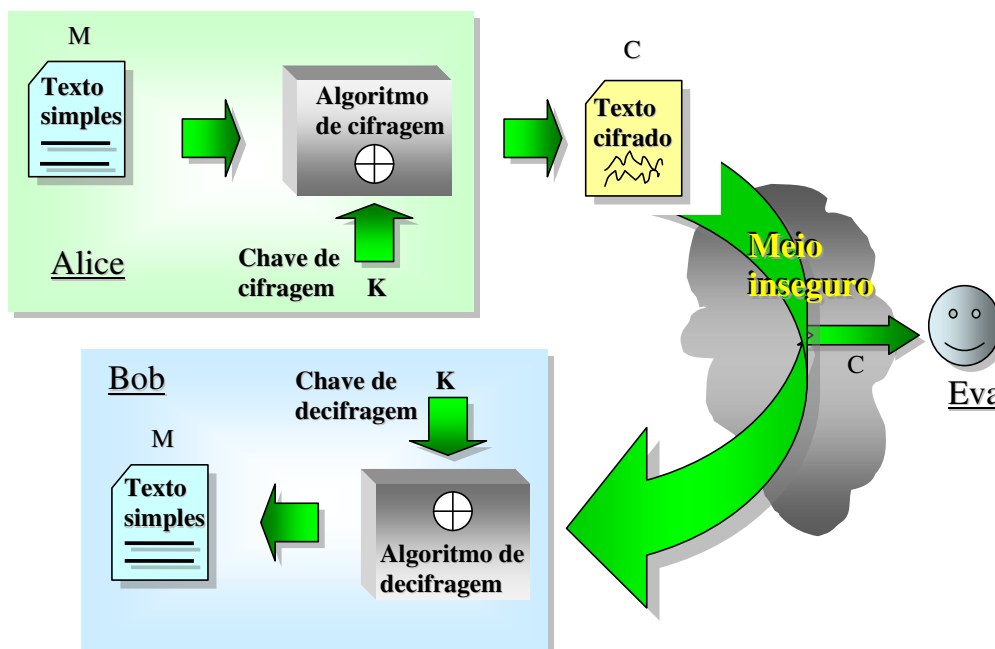 M
Texto
simples
Algoritmo
de cifragem
Chave de
cifragem K
Alice
C
Texto
cifrado
Meio
inseguro
C
Eva
Bob
Chave de K
decifragem
M
Texto
simples
Algoritmo de
decifragem